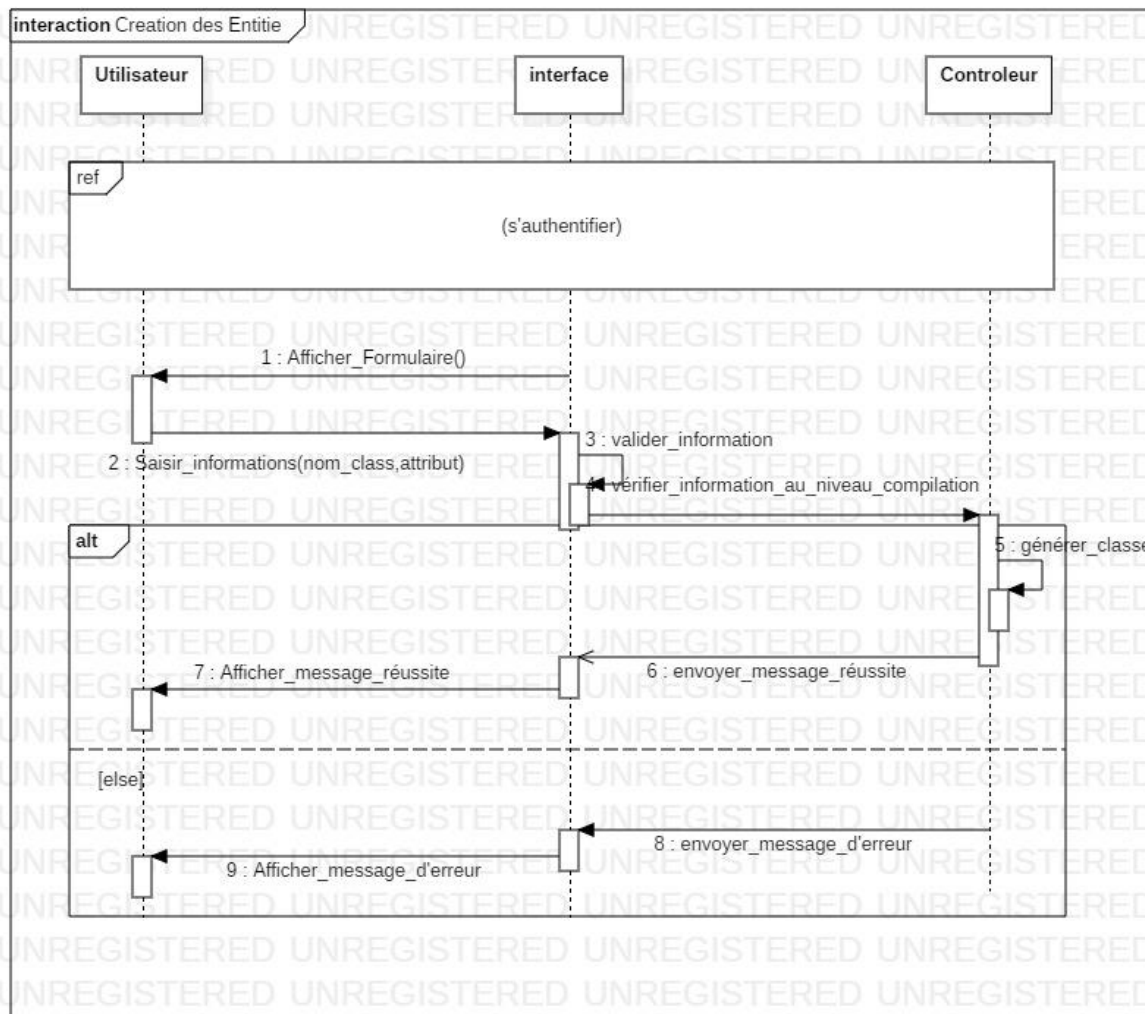 interaction Creation des Entitie
Utilisateur
interface
Controleur
ref
(s'authentifier)
1 : Afficher_Formulaire()
2 : Saisir_informations(nom_class,attribut)
3 : valider_information
4 : vérifier_information_au_niveau_compilation
alt
5 : générer_classe
6 : envoyer_message_réussite
7 : Afficher_message_réussite
[else]
8 : envoyer_message_d'erreur
9 : Afficher_message_d'erreur
UNREGISTERED